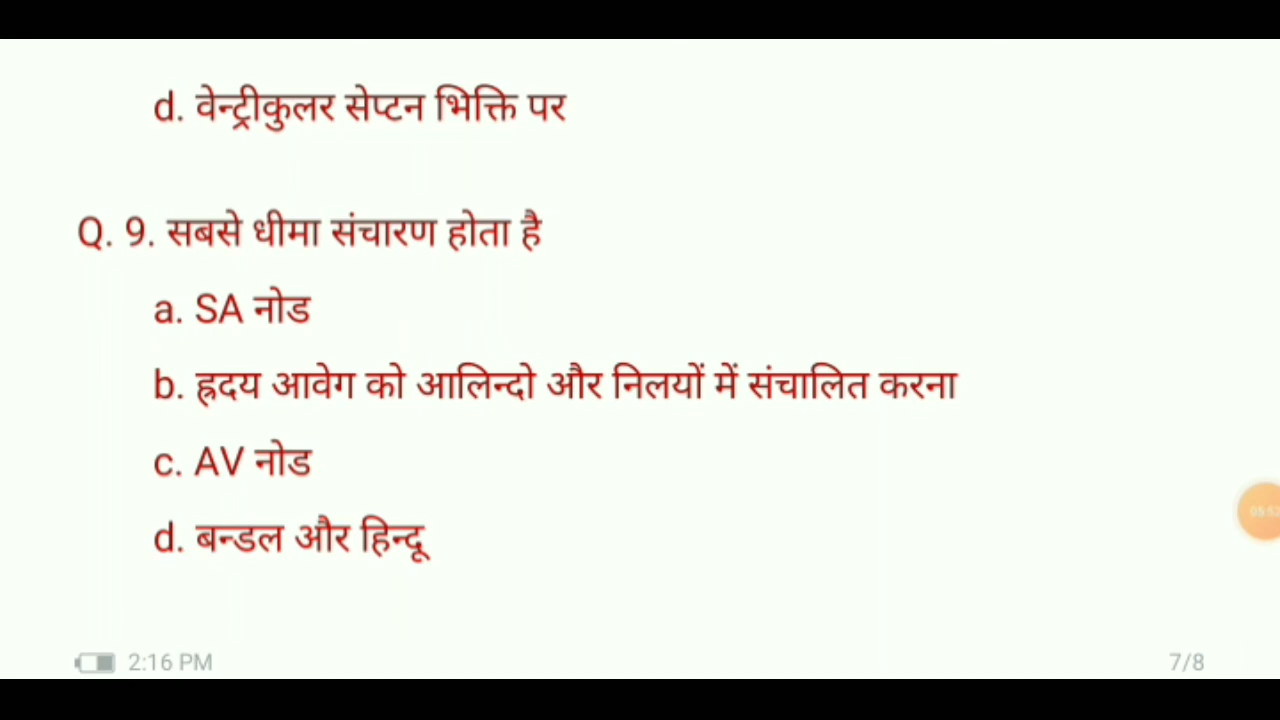 d. वेन्ट्रीकुलर सेप्टन भिक्ति पर
Q. 9. सबसे धीमा संचारण होता है
a. SA नोड
b. ह्रदय आवेग को आलिन्दो और निलयों में संचालित करना
c. AV नोड
d. बन्डल और हिन्दू
2:16 PM
7/8